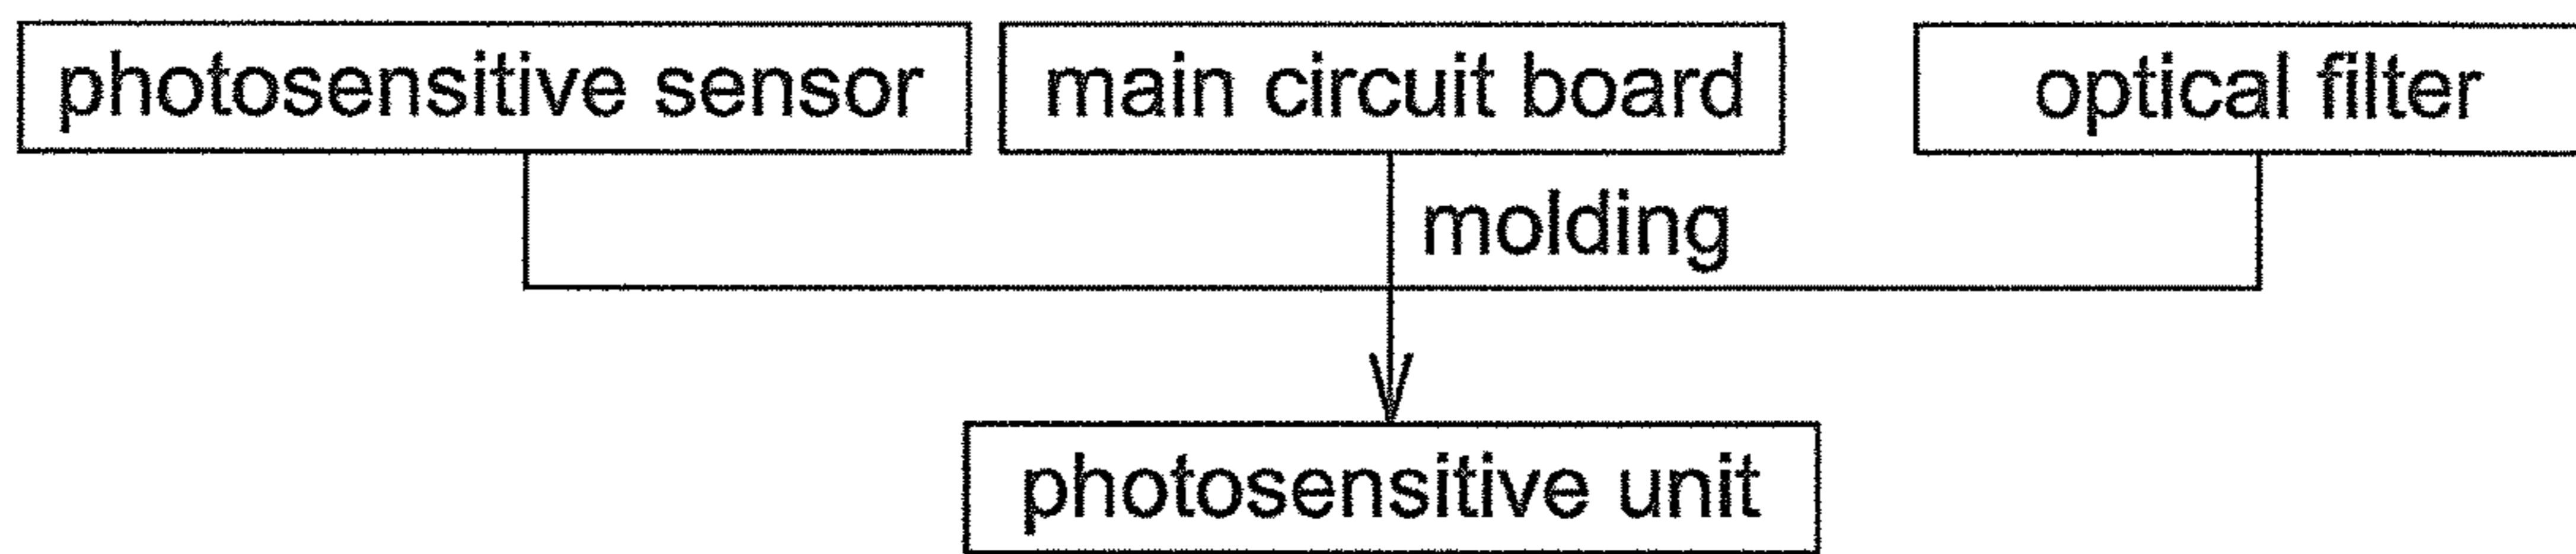 photosensitive sensor
main circuit board
optical filter
molding
photosensitive unit